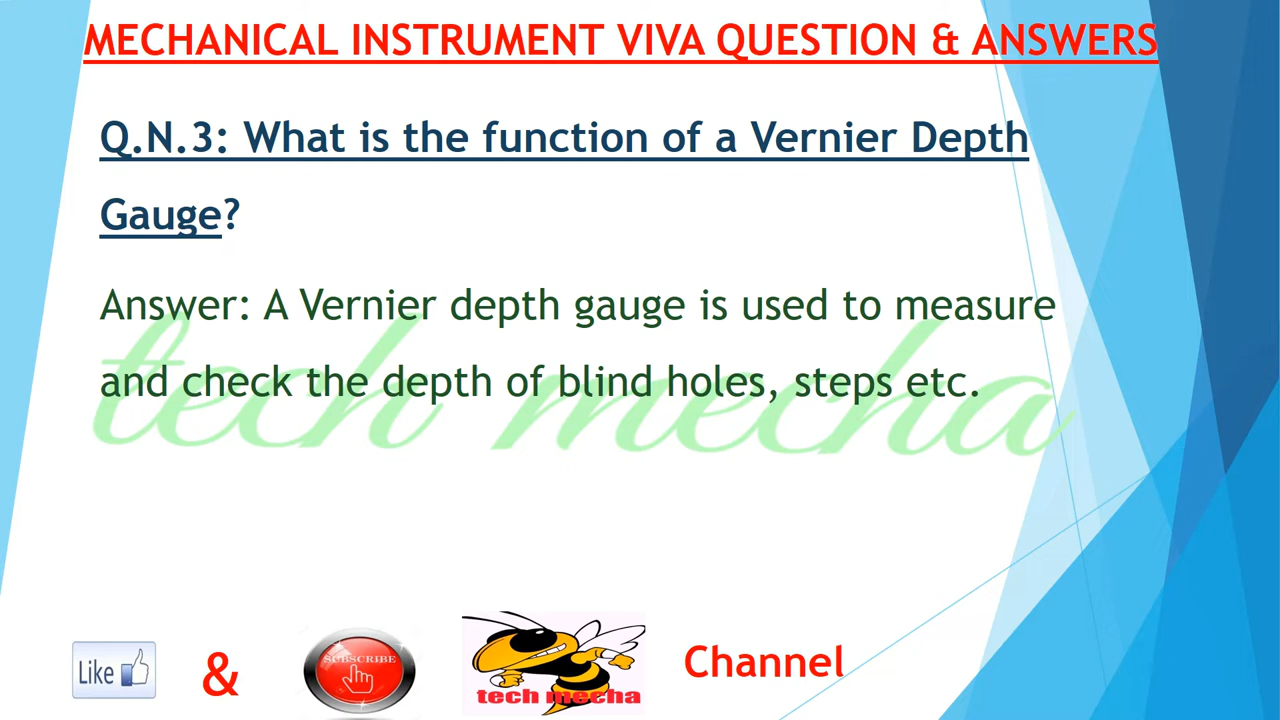 MECHANICAL INSTRUMENT VIVA QUESTION & ANSWERS
Q.N.3: What is the function of a Vernier Depth
Gauge?
Answer: A Vernier depth gauge is used to measure
and check the depth of blind holes, steps etc.
tech mecha
Like & SUBSCRIBE tech mecha Channel